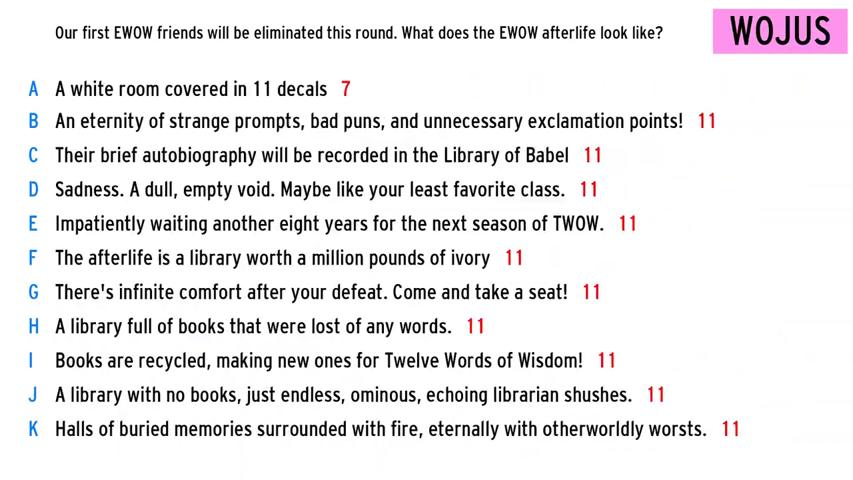 Our first EWOW friends will be eliminated this round. What does the EWOW afterlife look like?
WOJUS
A A white room covered in 11 decals 7
B An eternity of strange prompts, bad puns, and unnecessary exclamation points! 11
C Their brief autobiography will be recorded in the Library of Babel 11
D Sadness. A dull, empty void. Maybe like your least favorite class. 11
E Impatiently waiting another eight years for the next season of TWOW. 11
F The afterlife is a library worth a million pounds of ivory 11
G There's infinite comfort after your defeat. Come and take a seat! 11
H A library full of books that were lost of any words. 11
I Books are recycled, making new ones for Twelve Words of Wisdom! 11
J A library with no books, just endless, ominous, echoing librarian shushes. 11
K Halls of buried memories surrounded with fire, eternally with otherworldly worsts. 11